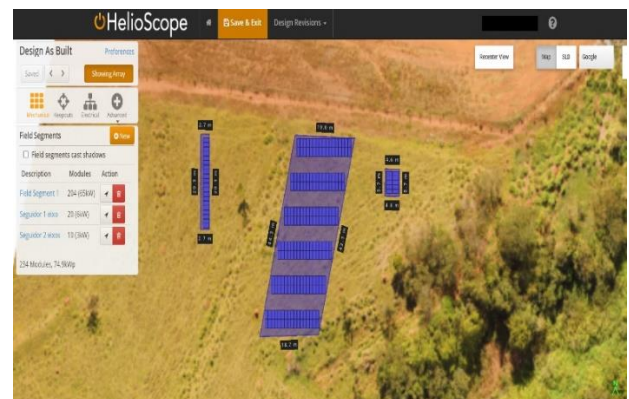 HelioScope Save & Exit Design Revisions
Design As Built Preferences
Saved < > Showing Array
Mechanical Keepouts Electrical Advanced
Field Segments New
Field segments cast shadows
Description Modules Action
Field Segment 1 204 (65kW)
Seguidor 1 eixo 20 (6kW)
Seguidor 2 eixos 10 (3kW)
234 Modules, 74.9kWp
Recenter View Map SLD Google